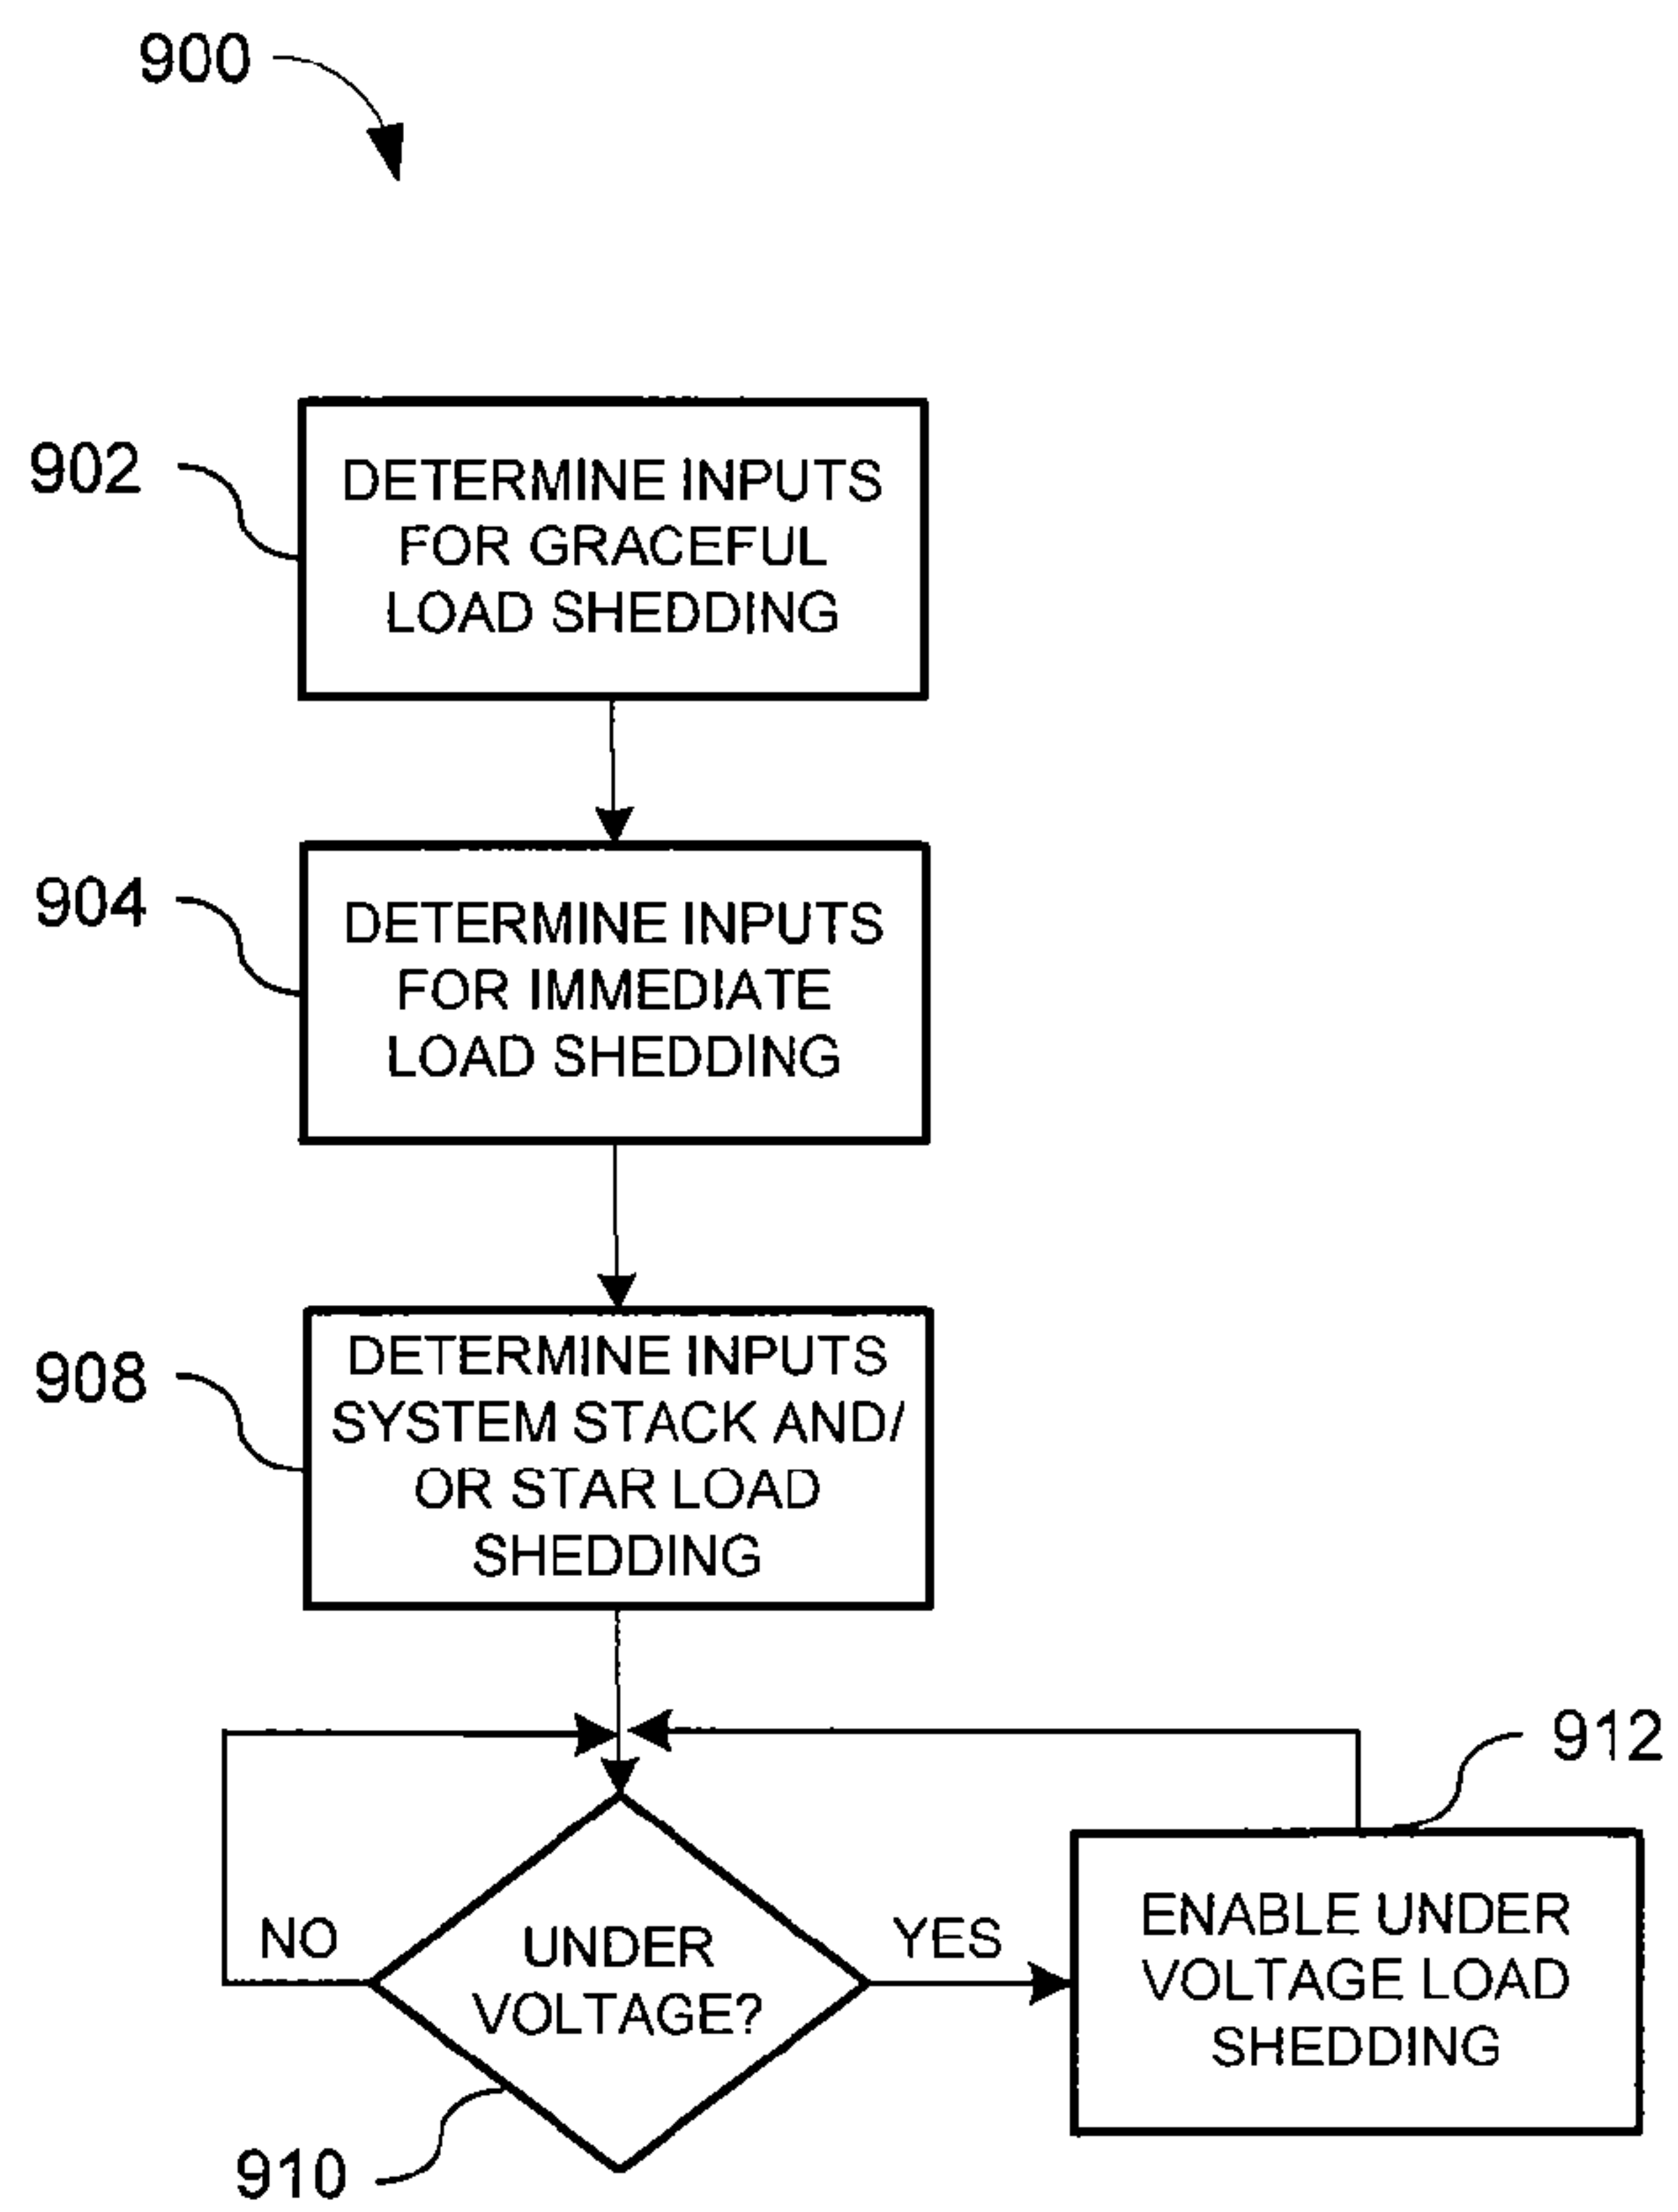 900
902
DETERMINE INPUTS
FOR GRACEFUL
LOAD SHEDDING
904
DETERMINE INPUTS
FOR IMMEDIATE
LOAD SHEDDING
908
DETERMINE INPUTS
SYSTEM STACK AND/
OR STAR LOAD
SHEDDING
912
NO
UNDER
VOLTAGE?
YES
ENABLE UNDER
VOLTAGE LOAD
SHEDDING
910